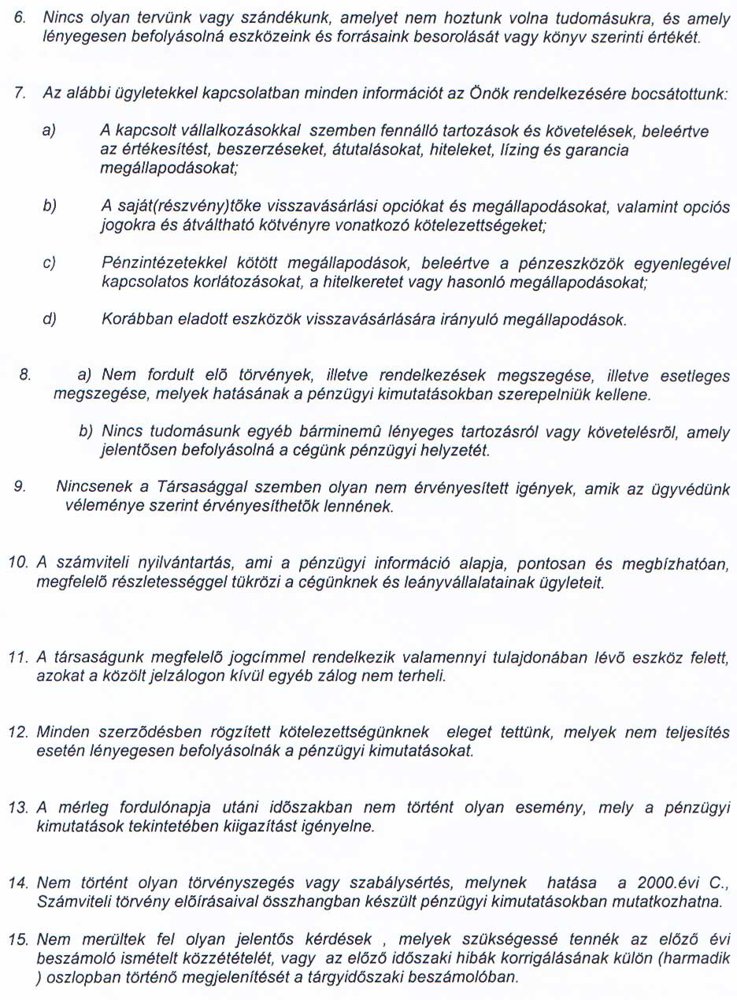 6. Nincs olyan tervünk vagy szándékunk, amelyet nem hoztunk volna tudomásukra, és amely
lényegesen befolyásolná eszközeink és forrásaink besorolását vagy könyv szerinti értékét.
7. Az alábbi ügyletekkel kapcsolatban minden információt az Önök rendelkezésére bocsátottunk:
a) A kapcsolt vállalkozásokkal szemben fennálló tartozások és követelések, beleértve
az értékesítést, beszerzéseket, átutalásokat, hiteleket, lízing és garancia
megállapodásokat;
b) A saját(részvény)tõke visszavásárlási opciókat és megállapodásokat, valamint opciós
jogokra és átváltható kötvényre vonatkozó kötelezettségeket;
c) Pénzintézetekkel kötött megállapodások, beleértve a pénzeszközök egyenlegével
kapcsolatos korlátozásokat, a hitelkeretet vagy hasonló megállapodásokat;
d) Korábban eladott eszközök visszavásárlására irányuló megállapodások.
8. a) Nem fordult elõ törvények, illetve rendelkezések megszegése, illetve esetleges
megszegése, melyek hatásának a pénzügyi kimutatásokban szerepelniük kellene.
b) Nincs tudomásunk egyéb bárminemû lényeges tartozásról vagy követelésrõl, amely
jelentõsen befolyásolná a cégünk pénzügyi helyzetét.
9. Nincsenek a Társasággal szemben olyan nem érvényesített igények, amik az ügyvédünk
véleménye szerint érvényesíthetõk lennének.
10. A számviteli nyilvántartás, ami a pénzügyi információ alapja, pontosan és megbízhatóan,
megfelelõ részletességgel tükrözi a cégünknek és leányvállalatainak ügyleteit.
11. A társaságunk megfelelõ jogcímmel rendelkezik valamennyi tulajdonában lévõ eszköz felett,
azokat a közölt jelzálogon kívül egyéb zálog nem terheli.
12. Minden szerzõdésben rögzített kötelezettségünknek eleget tettünk, melyek nem teljesítés
esetén lényegesen befolyásolnák a pénzügyi kimutatásokat.
13. A mérleg fordulónapja utáni idõszakban nem történt olyan esemény, mely a pénzügyi
kimutatások tekintetében kiigazítást igényelne.
14. Nem történt olyan törvényszegés vagy szabálysértés, melynek hatása a 2000.évi C.,
Számviteli törvény elõírásaival összhangban készült pénzügyi kimutatásokban mutatkozhatna.
15. Nem merültek fel olyan jelentős kérdések , melyek szükségessé tennék az előző évi
beszámoló ismételt közzétételét, vagy az előző időszaki hibák korrigálásának külön (harmadik
) oszlopban történő megjelenítését a tárgyidőszaki beszámolóban.